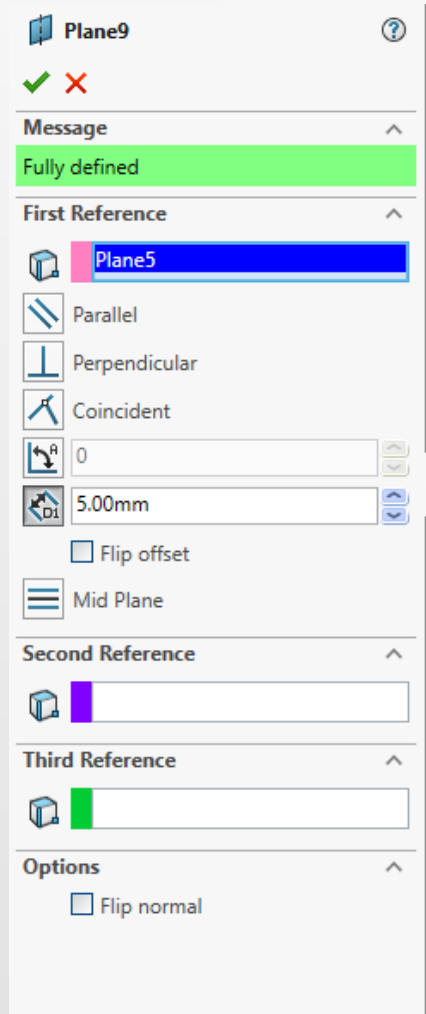 Plane9
?
Message
Fully defined
First Reference
Plane5
Parallel
Perpendicular
Coincident
A
0
D1
5.00mm
Flip offset
Mid Plane
Second Reference
Third Reference
Options
Flip normal